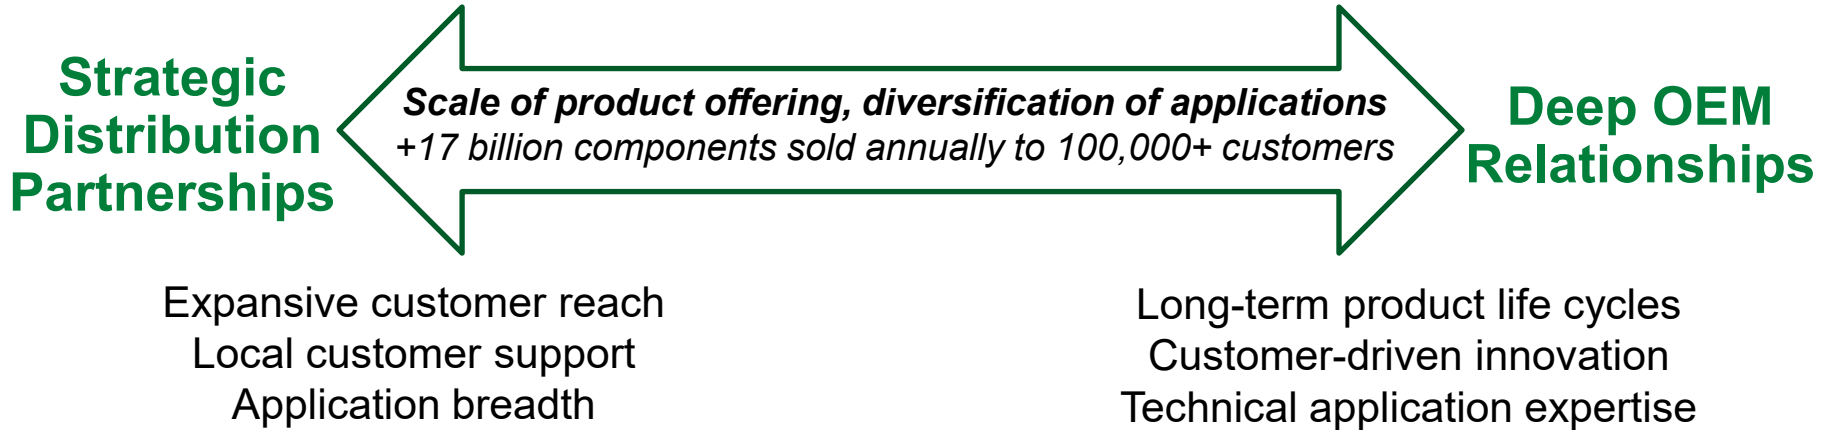 Strategic
Distribution
Partnerships
Scale of product offering, diversification of applications
+17 billion components sold annually to 100,000+ customers
Deep OEM
Relationships
Expansive customer reach
Local customer support
Application breadth
Long-term product life cycles
Customer-driven innovation
Technical application expertise